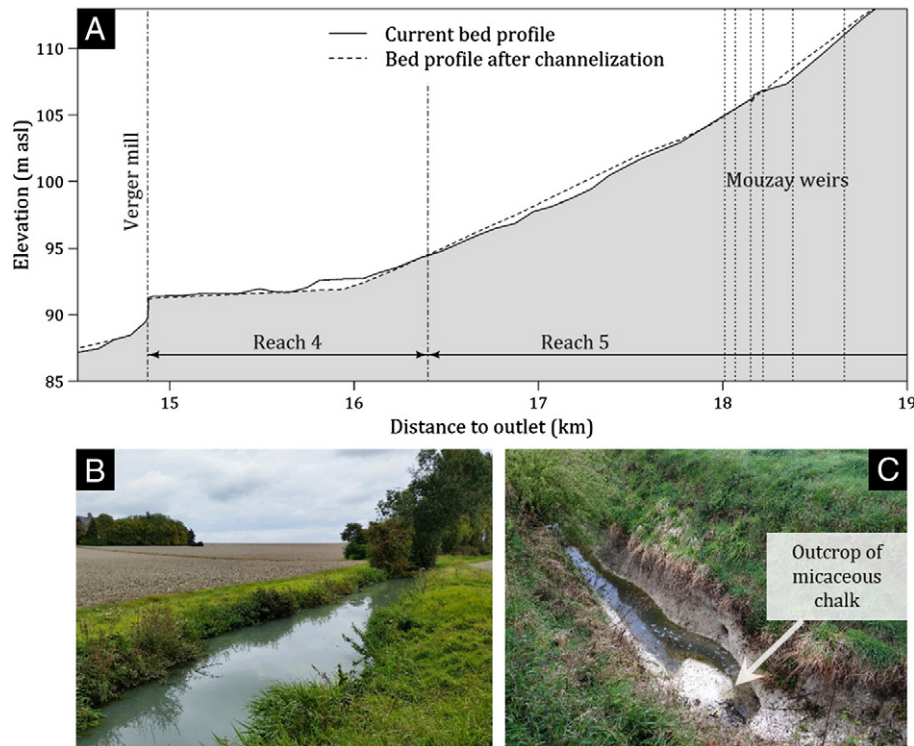 A
Current bed profile
Bed profile after channelization
Elevation (m asl)
110
105
100
95
90
85
Verger mill
Mouzay weirs
Reach 4
Reach 5
15
16
17
18
19
Distance to outlet (km)
B
C
Outcrop of
micaceous
chalk